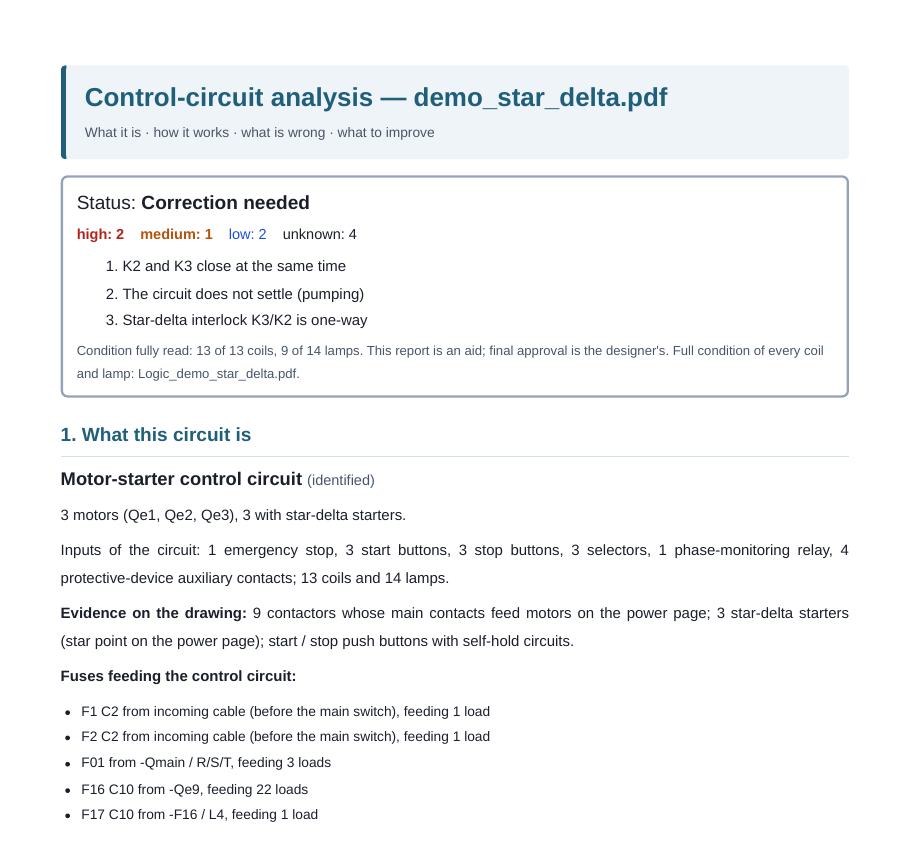 Control-circuit analysis — demo_star_delta.pdf
What it is · how it works · what is wrong · what to improve
Status: Correction needed
high: 2 medium: 1 low: 2 unknown: 4
1. K2 and K3 close at the same time
2. The circuit does not settle (pumping)
3. Star-delta interlock K3/K2 is one-way
Condition fully read: 13 of 13 coils, 9 of 14 lamps. This report is an aid; final approval is the designer's. Full condition of every coil
and lamp: Logic_demo_star_delta.pdf.
1. What this circuit is
Motor-starter control circuit (identified)
3 motors (Qe1, Qe2, Qe3), 3 with star-delta starters.
Inputs of the circuit: 1 emergency stop, 3 start buttons, 3 stop buttons, 3 selectors, 1 phase-monitoring relay, 4
protective-device auxiliary contacts; 13 coils and 14 lamps.
Evidence on the drawing: 9 contactors whose main contacts feed motors on the power page; 3 star-delta starters
(star point on the power page); start / stop push buttons with self-hold circuits.
Fuses feeding the control circuit:
• F1 C2 from incoming cable (before the main switch), feeding 1 load
• F2 C2 from incoming cable (before the main switch), feeding 1 load
• F01 from -Qmain / R/S/T, feeding 3 loads
• F16 C10 from -Qe9, feeding 22 loads
• F17 C10 from -F16 / L4, feeding 1 load